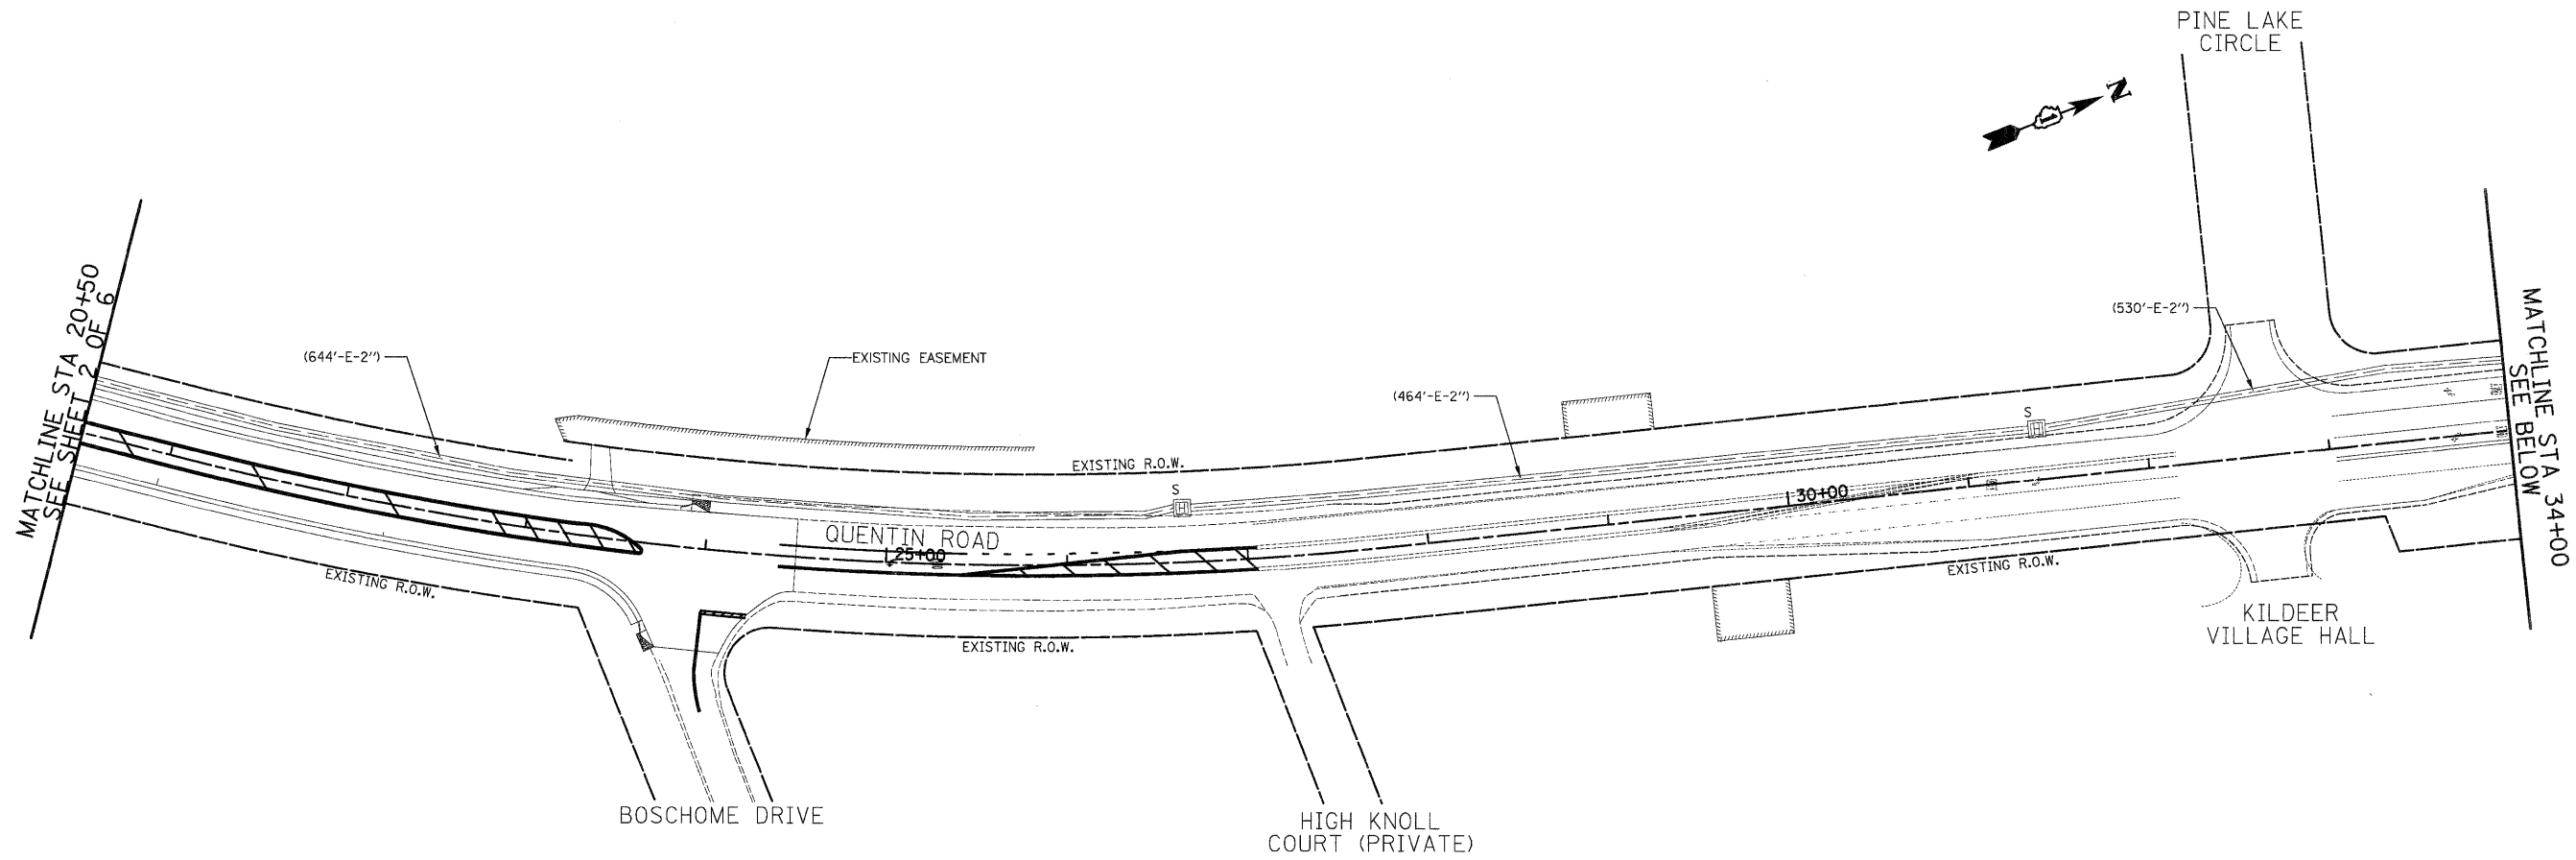 PINE LAKE
CIRCLE
N
1
MATCHLINE STA 20+50
SEE SHEET 2 OF 6
(644'-E-2")
EXISTING EASEMENT
(530'-E-2")
(464'-E-2")
MATCHLINE STA 34+00
SEE BELOW
S
H
S
H
EXISTING R.O.W.
30+00
QUENTIN ROAD
25+00
EXISTING R.O.W.
EXISTING R.O.W.
EXISTING R.O.W.
KILDEER
VILLAGE HALL
BOSCHOME DRIVE
HIGH KNOLL
COURT (PRIVATE)